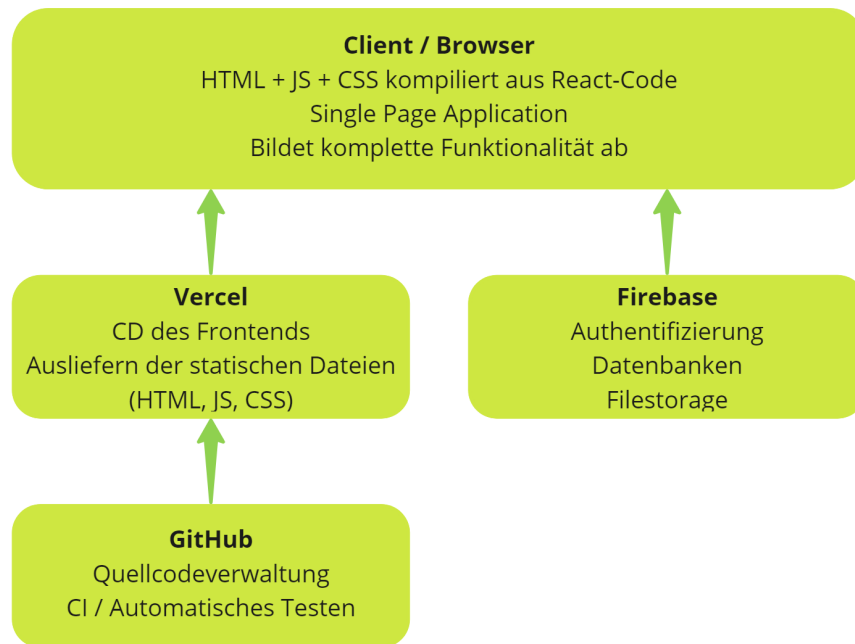 Client / Browser
HTML + JS + CSS kompiliert aus React-Code
Single Page Application
Bildet komplette Funktionalität ab
Vercel
CD des Frontends
Ausliefern der statischen Dateien
(HTML, JS, CSS)
Firebase
Authentifizierung
Datenbanken
Filestorage
GitHub
Quellcodeverwaltung
CI / Automatisches Testen